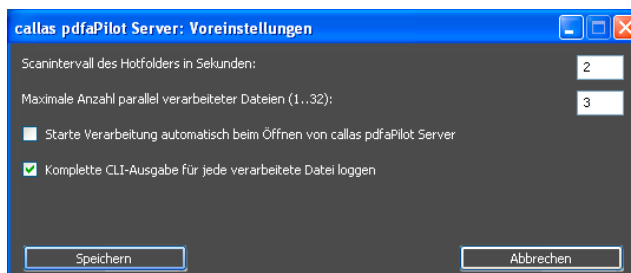 callas pdfaPilot Server: Voreinstellungen
Scanintervall des Hotfolders in Sekunden: 2
Maximale Anzahl parallel verarbeiteter Dateien (1..32): 3
Starte Verarbeitung automatisch beim Öffnen von callas pdfaPilot Server
Komplette CLI-Ausgabe für jede verarbeitete Datei loggen
Speichern Abbrechen